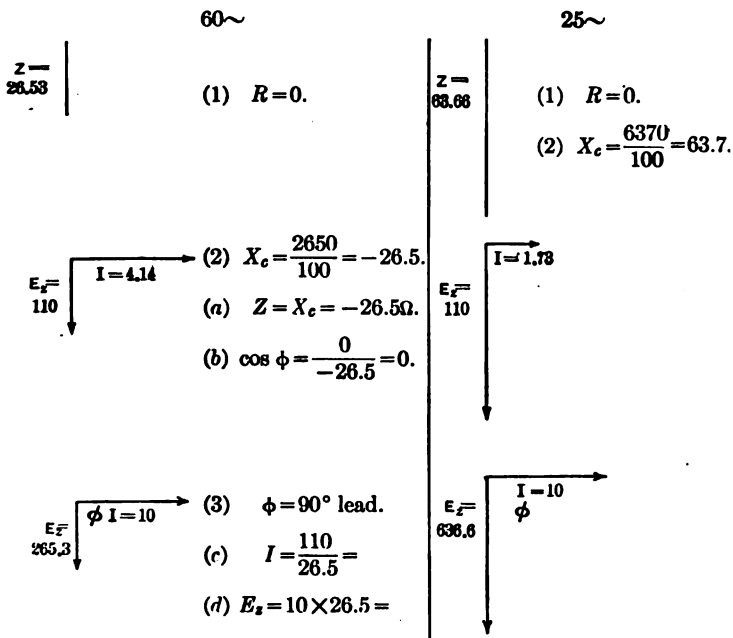 60~
Z =
26.53
(1) R=0.
I=4.14
E_z=
110
(2) X_c = 2650/100 = -26.5.
(a) Z=X_c=-26.5Ω.
(b) cos ϕ = 0/-26.5 = 0.
ϕ I=10
E_z=
265.3
(3) ϕ=90° lead.
(c) I = 110/26.5 =
(d) E_z=10×26.5=
25~
Z =
63.66
(1) R=0.
(2) X_c = 6370/100 = 63.7.
I=1.73
E_z=
110
I=10
ϕ
E_z=
636.6